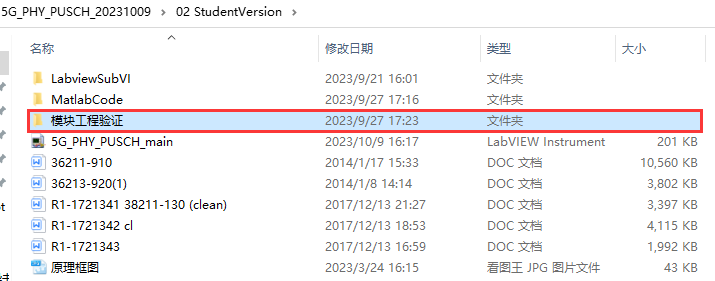 5G_PHY_PUSCH_20231009 > 02 StudentVersion >
名称 修改日期 类型 大小
LabviewSubVI 2023/9/21 16:01 文件夹
MatlabCode 2023/9/27 17:16 文件夹
模块工程验证 2023/9/27 17:23 文件夹
5G_PHY_PUSCH_main 2023/10/9 16:17 LabVIEW Instrument 201 KB
36211-910 2014/1/17 15:33 DOC 文档 10,560 KB
36213-920(1) 2014/1/8 14:14 DOC 文档 3,802 KB
R1-1721341 38211-130 (clean) 2017/12/13 21:27 DOC 文档 3,397 KB
R1-1721342 cl 2017/12/13 18:53 DOC 文档 4,115 KB
R1-1721343 2017/12/13 16:59 DOC 文档 1,992 KB
原理框图 2023/3/24 16:15 看图王 JPG 图片文件 43 KB